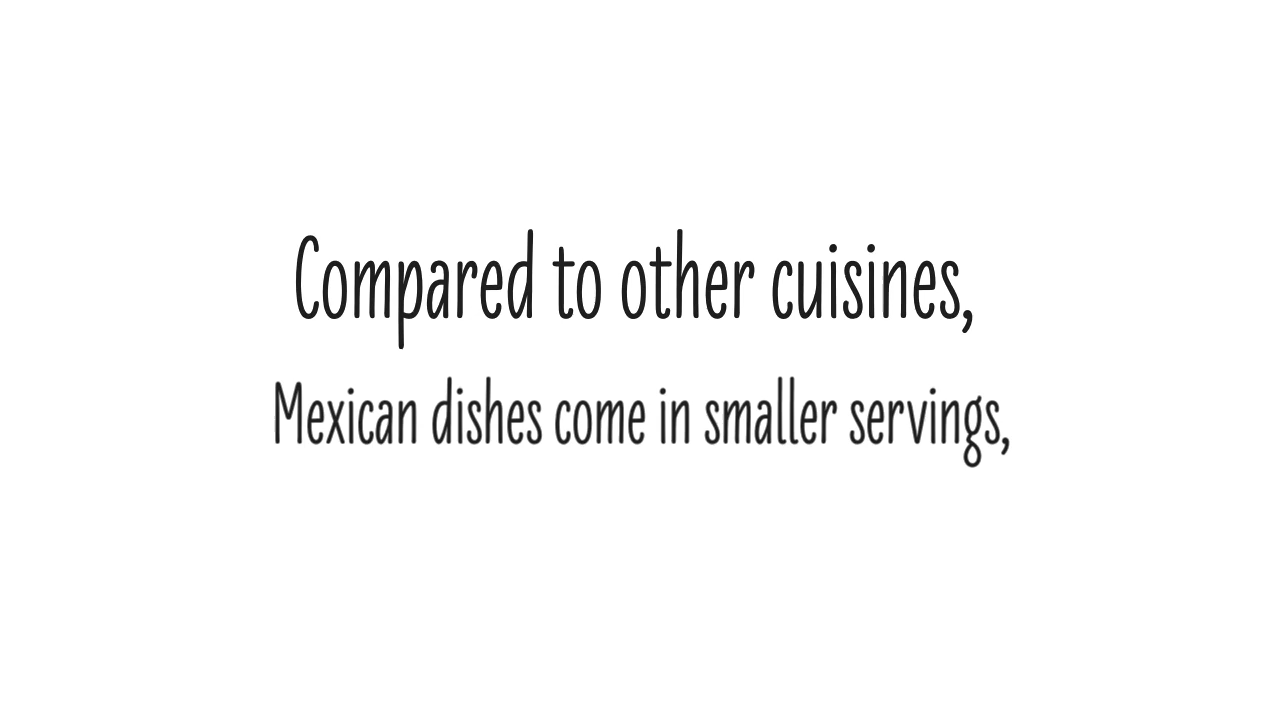 Compared to other cuisines,
Mexican dishes come in smaller servings,